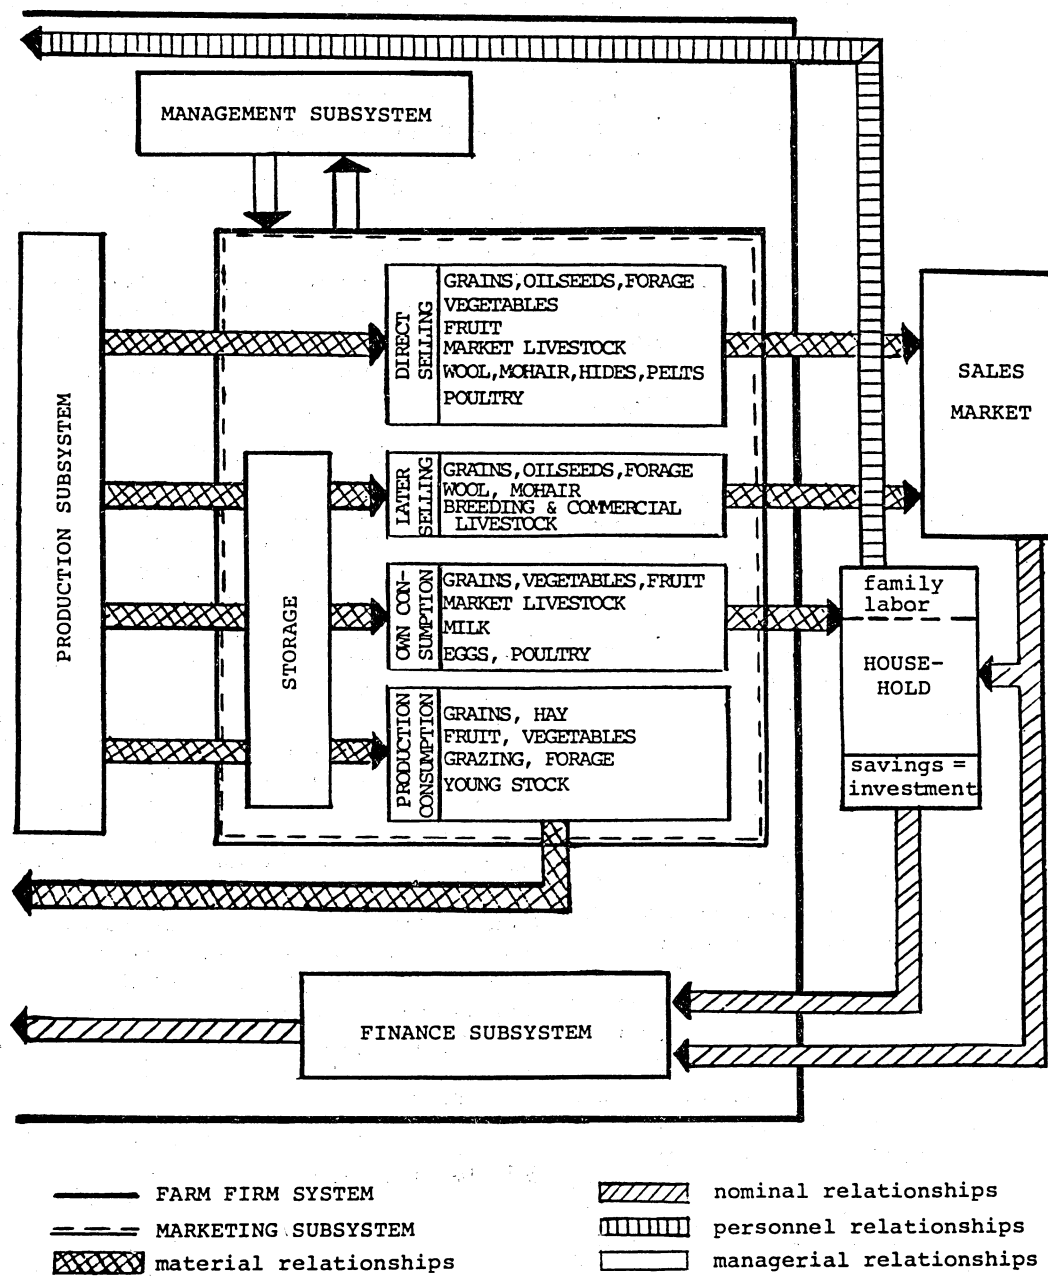 MANAGEMENT SUBSYSTEM
PRODUCTION SUBSYSTEM
STORAGE
DIRECT
SELLING
GRAINS,OILSEEDS,FORAGE
VEGETABLES
FRUIT
MARKET LIVESTOCK
WOOL,MOHAIR,HIDES,PELTS
POULTRY
LATER
SELLING
GRAINS,OILSEEDS,FORAGE
WOOL, MOHAIR
BREEDING & COMMERCIAL
LIVESTOCK
OWN CON-
SUMPTION
GRAINS,VEGETABLES,FRUIT
MARKET LIVESTOCK
MILK
EGGS, POULTRY
PRODUCTION
CONSUMPTION
GRAINS, HAY
FRUIT, VEGETABLES
GRAZING, FORAGE
YOUNG STOCK
SALES
MARKET
family
labor
HOUSE-
HOLD
savings =
investment
FINANCE SUBSYSTEM
FARM FIRM SYSTEM
MARKETING SUBSYSTEM
material relationships
nominal relationships
personnel relationships
managerial relationships